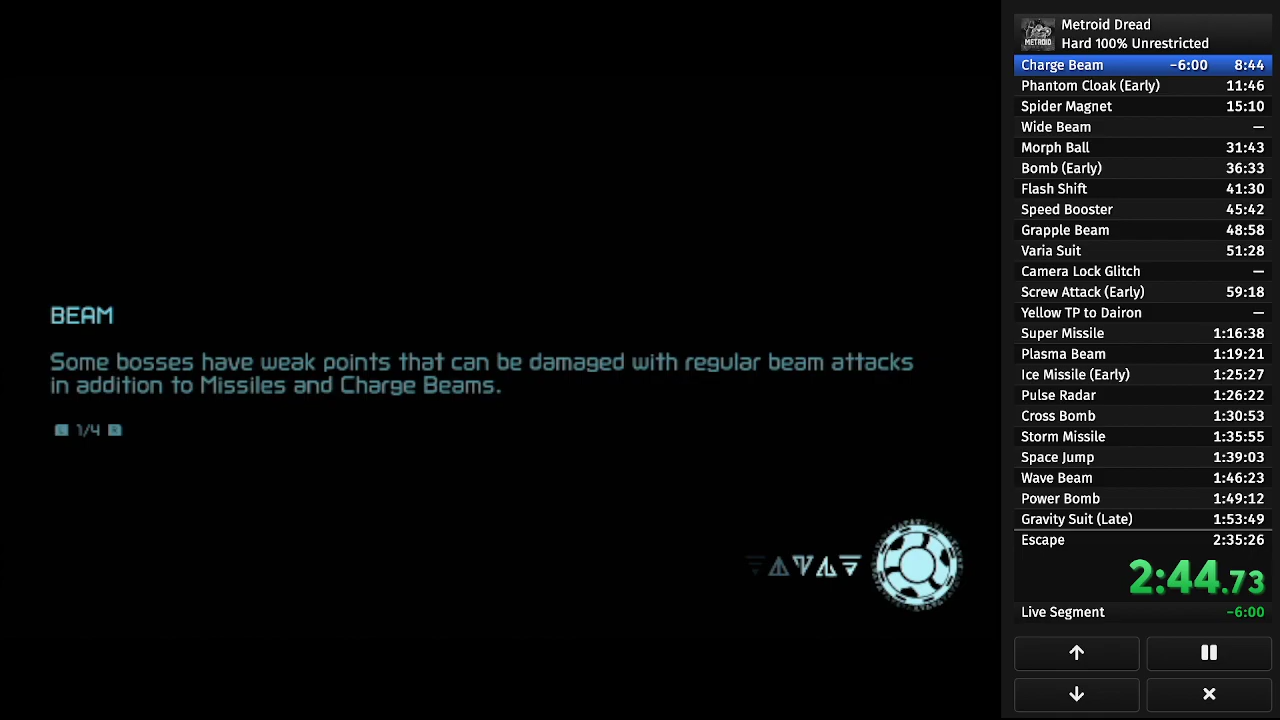 BEAM
Some bosses have weak points that can be damaged with regular beam attacks
in addition to Missiles and Charge Beams.
L 1/4 R
METROID
Metroid Dread
Hard 100% Unrestricted
Charge Beam −6:00 8:44
Phantom Cloak (Early) 11:46
Spider Magnet 15:10
Wide Beam —
Morph Ball 31:43
Bomb (Early) 36:33
Flash Shift 41:30
Speed Booster 45:42
Grapple Beam 48:58
Varia Suit 51:28
Camera Lock Glitch —
Screw Attack (Early) 59:18
Yellow TP to Dairon —
Super Missile 1:16:38
Plasma Beam 1:19:21
Ice Missile (Early) 1:25:27
Pulse Radar 1:26:22
Cross Bomb 1:30:53
Storm Missile 1:35:55
Space Jump 1:39:03
Wave Beam 1:46:23
Power Bomb 1:49:12
Gravity Suit (Late) 1:53:49
Escape 2:35:26
2:44.73
Live Segment −6:00